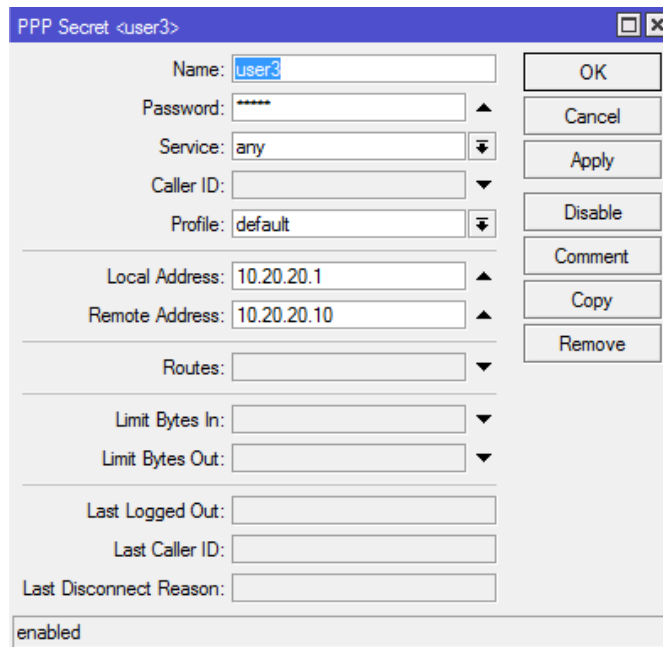 PPP Secret <user3>
Name: user3
OK
Password: *****
Cancel
Service: any
Apply
Caller ID:
Profile: default
Disable
Comment
Local Address: 10.20.20.1
Copy
Remote Address: 10.20.20.10
Remove
Routes:
Limit Bytes In:
Limit Bytes Out:
Last Logged Out:
Last Caller ID:
Last Disconnect Reason:
enabled